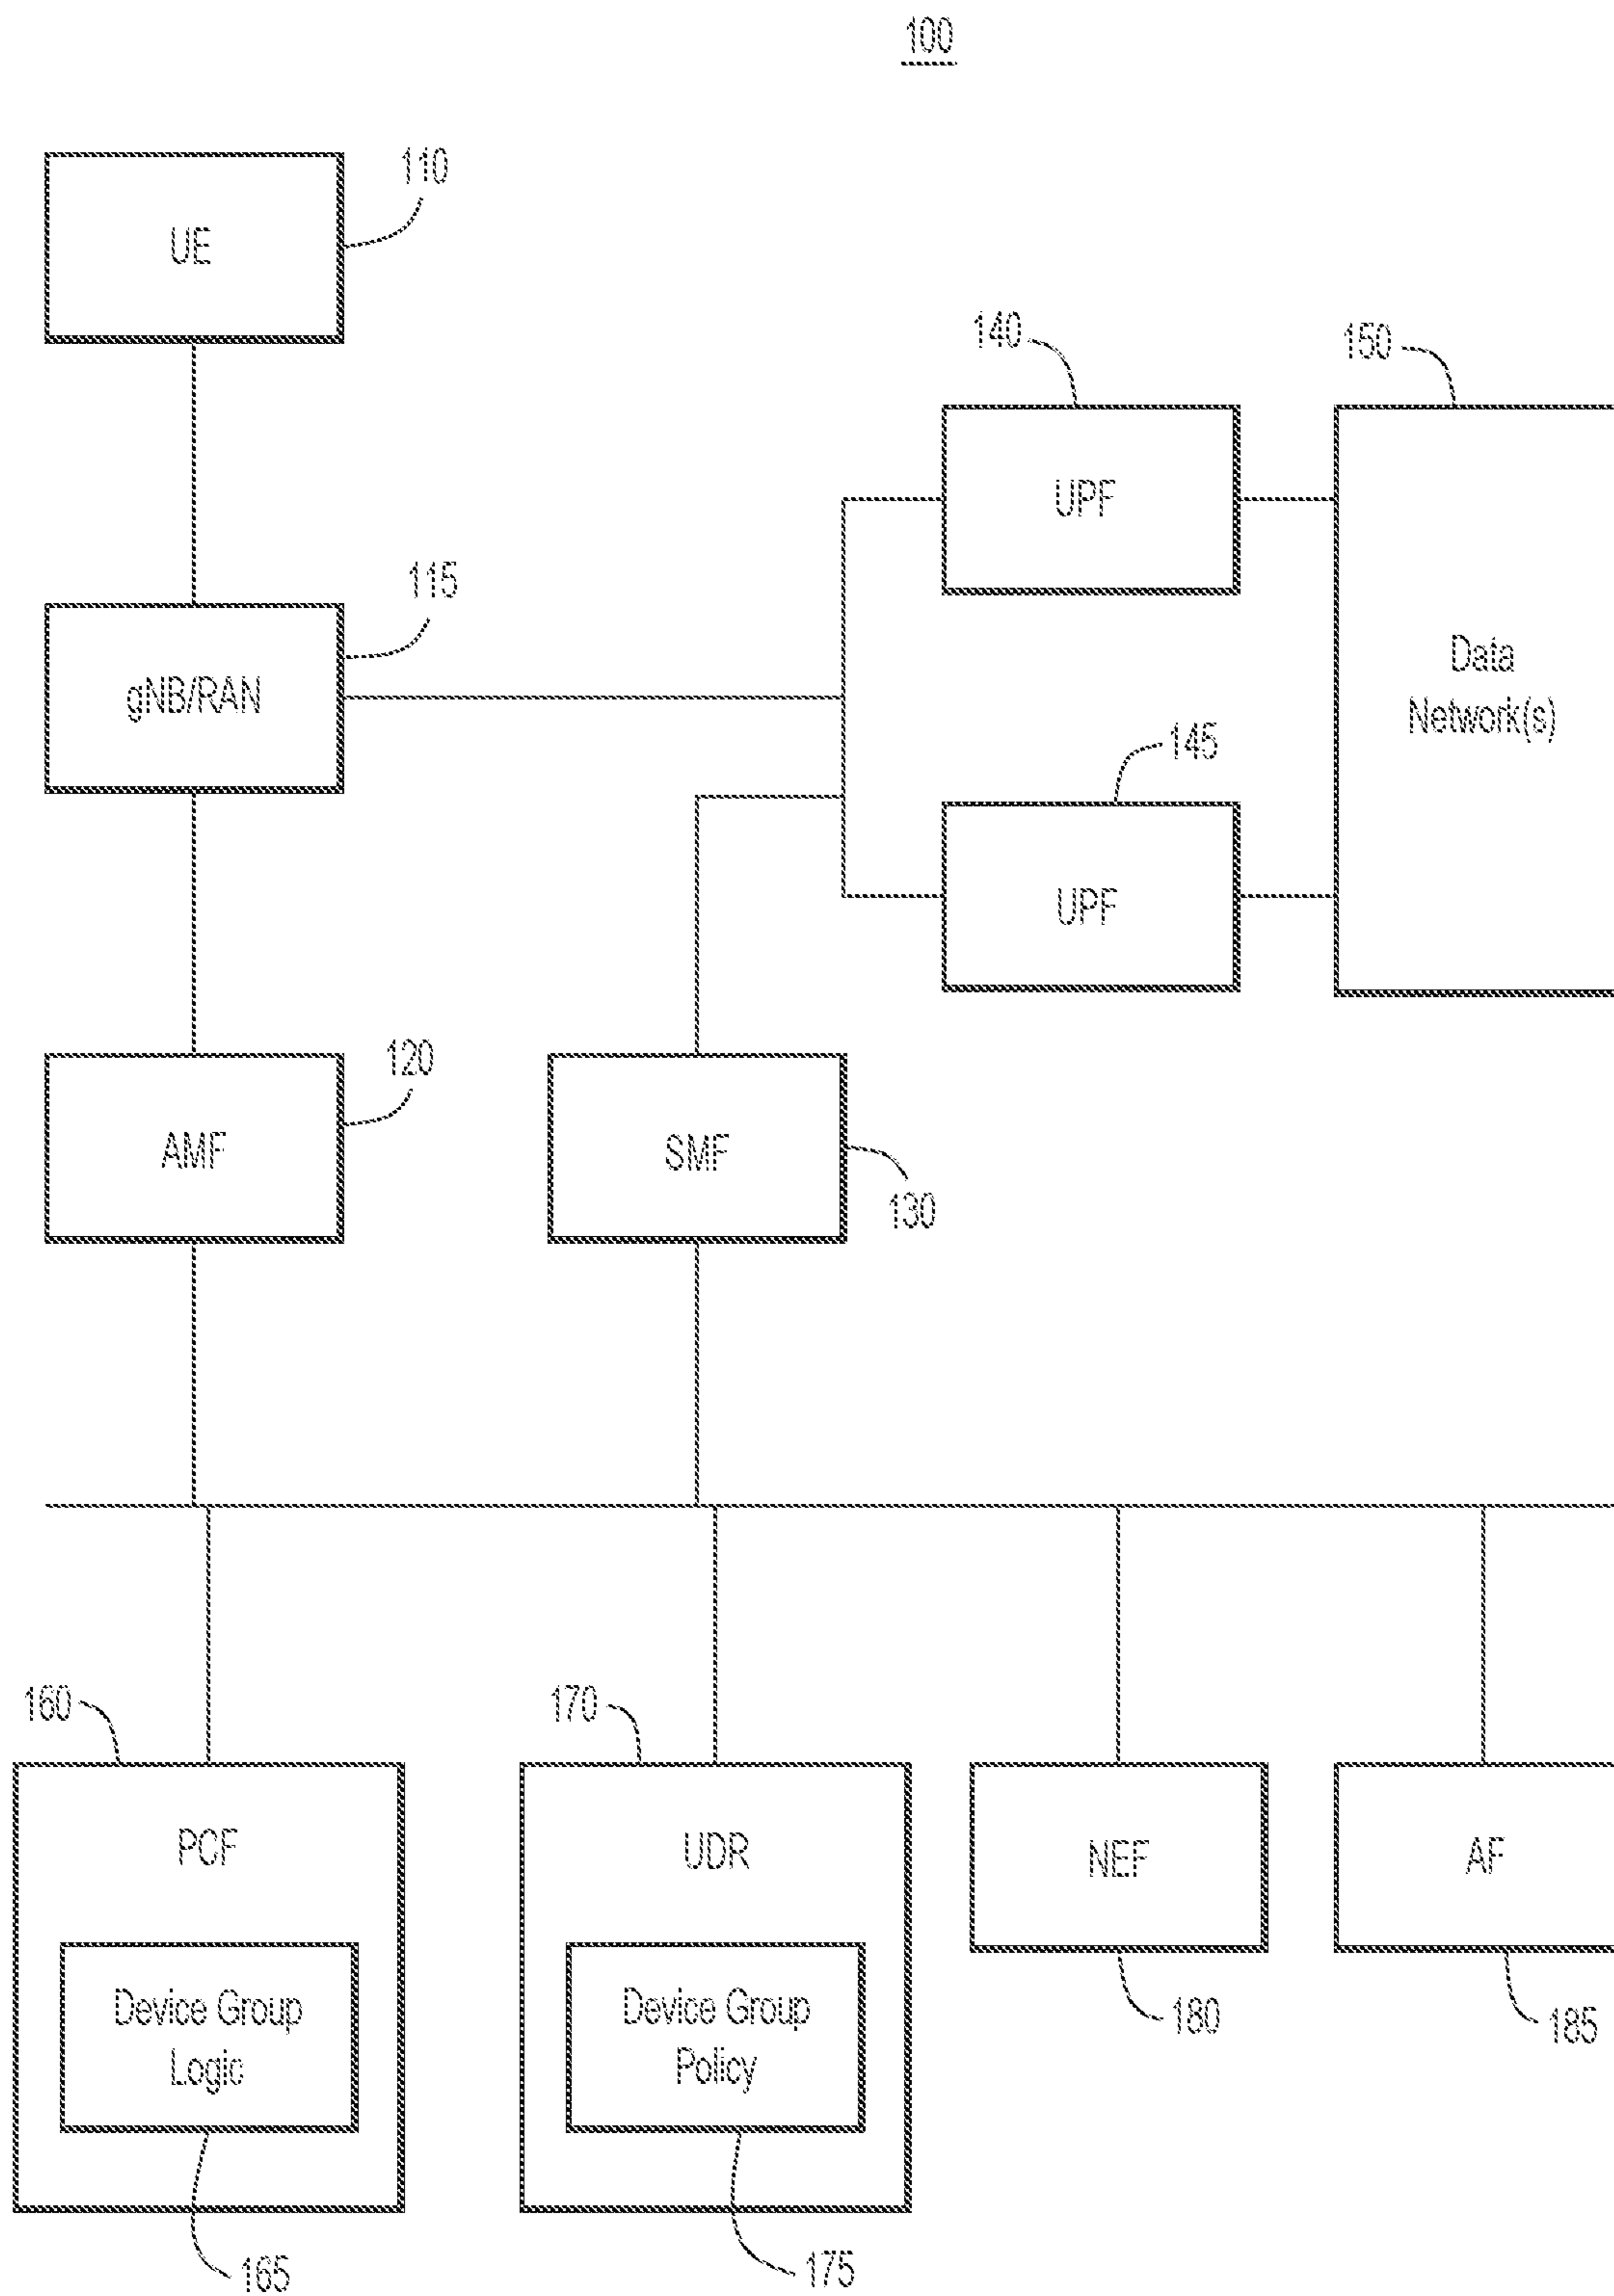 100
110
UE
140
150
UPF
115
gNB/RAN
Data
Network(s)
145
UPF
120
AMF
SMF
130
160
170
PCF
UDR
NEF
AF
Device Group
Logic
Device Group
Policy
180
185
165
175